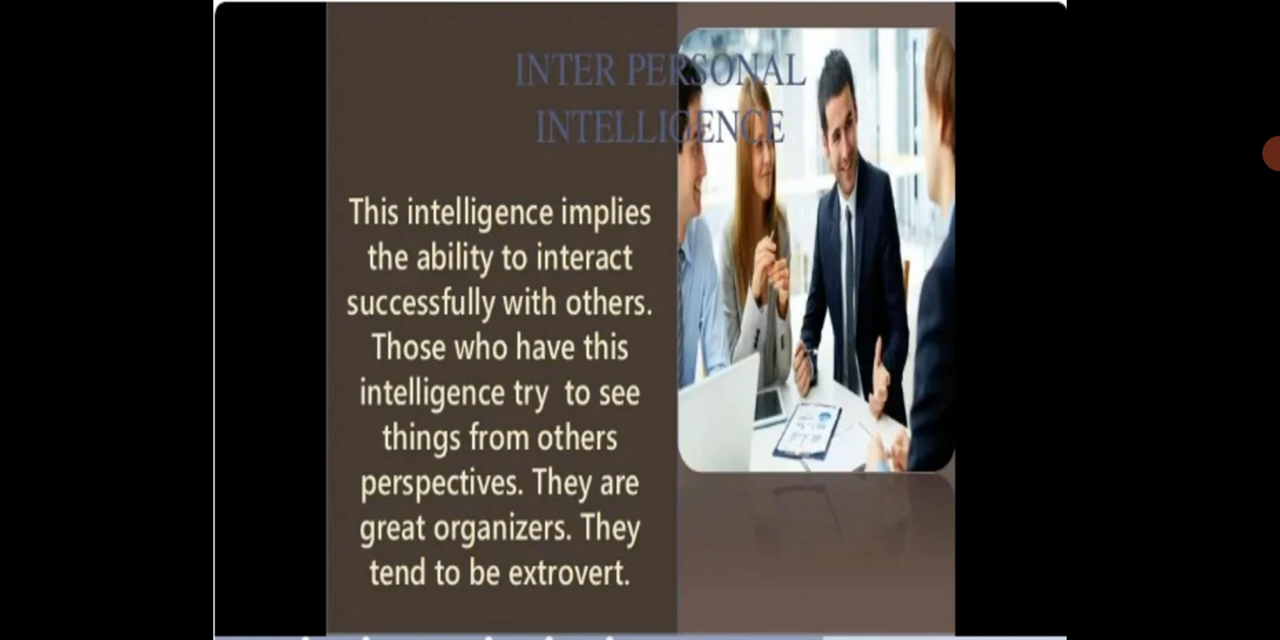 INTER PERSONAL
INTELLIGENCE
This intelligence implies
the ability to interact
successfully with others.
Those who have this
intelligence try  to see
things from others
perspectives. They are
great organizers. They
tend to be extrovert.